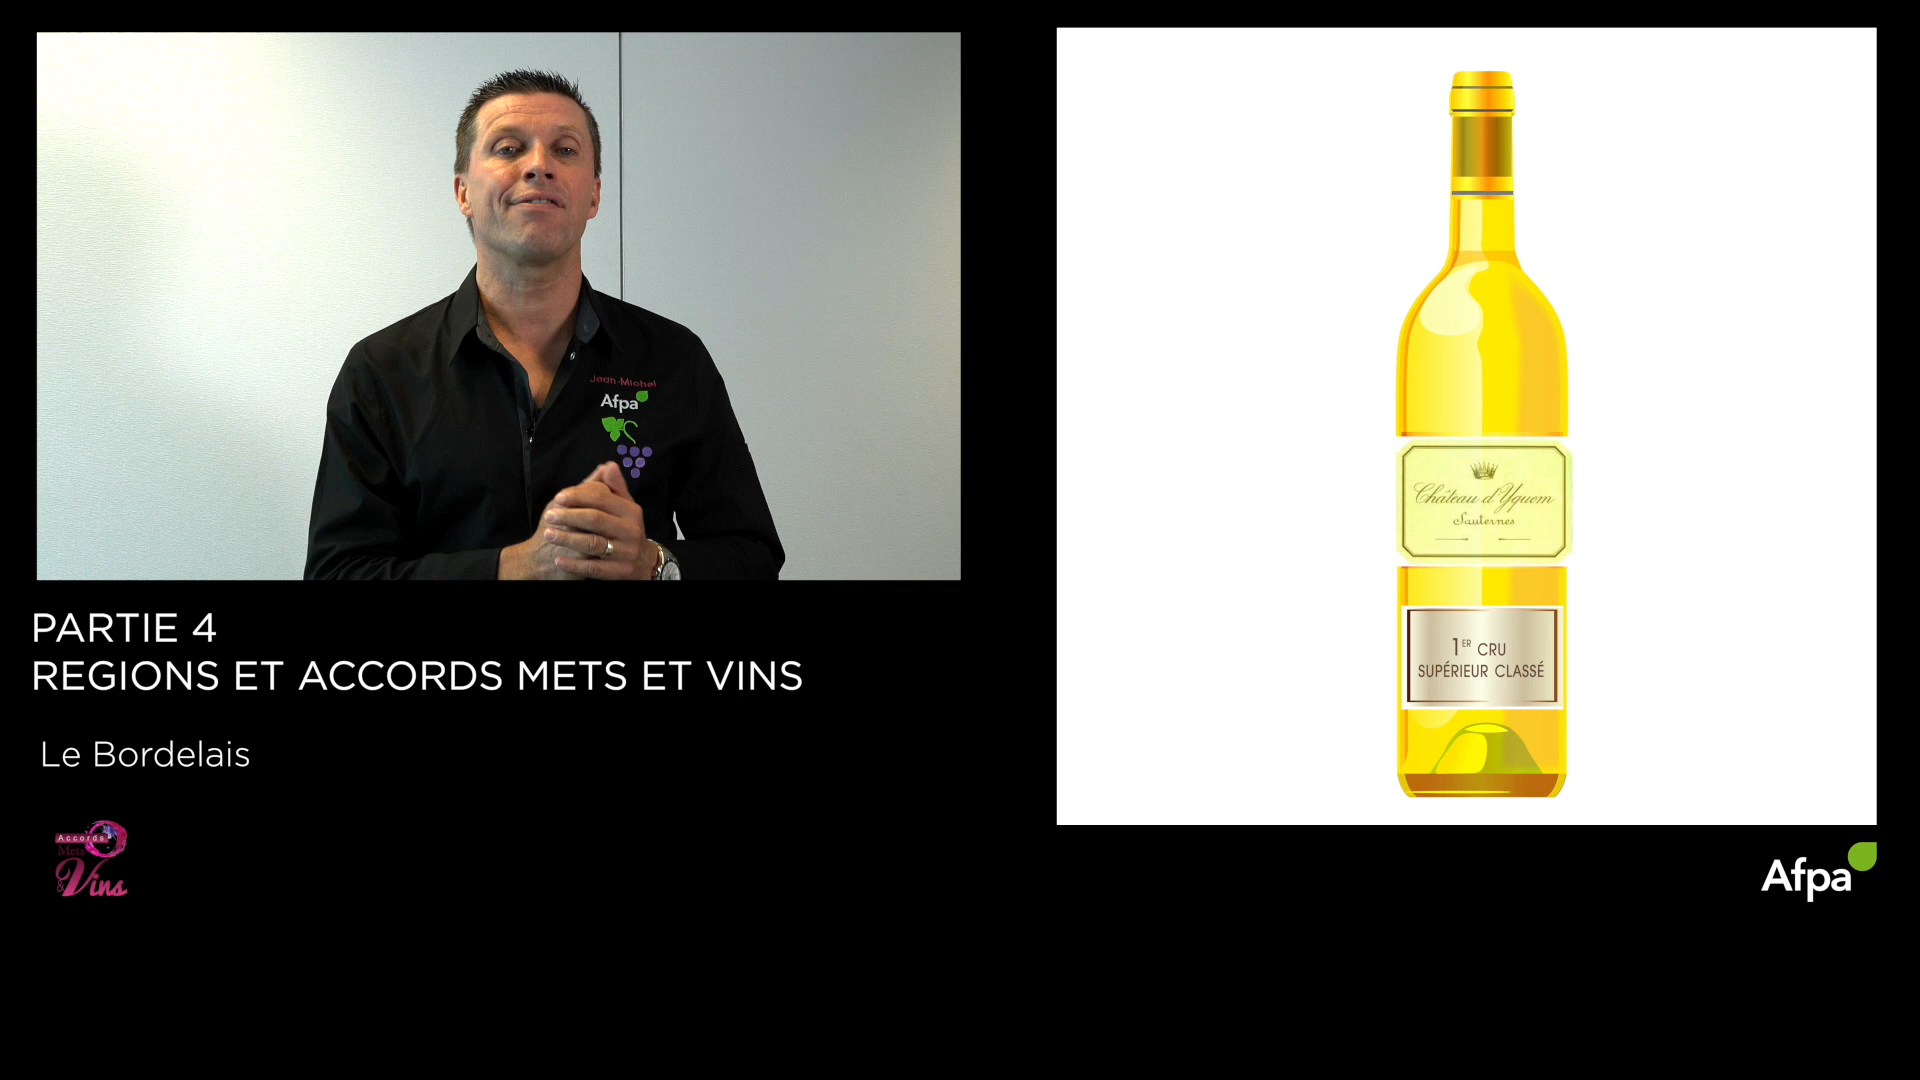 Jean-Michel
Afpa
PARTIE 4
REGIONS ET ACCORDS METS ET VINS
Le Bordelais
Accords
Mets
&Vins
Château d'Yquem
Sauternes
1ER CRU
SUPÉRIEUR CLASSÉ
Afpa